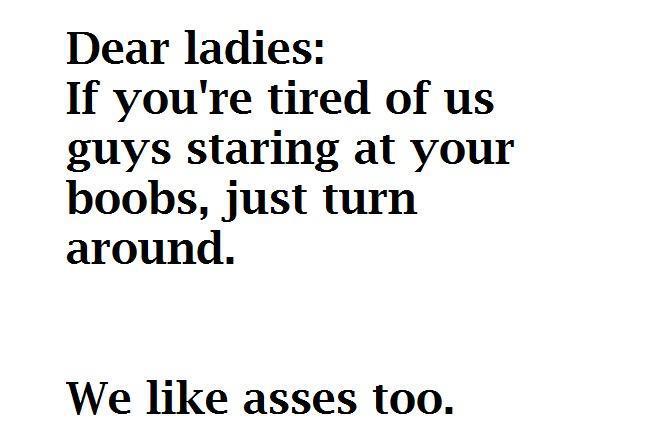 Dear ladies:
If you're tired of us
guys staring at your
boobs, just turn
around.
We like asses too.